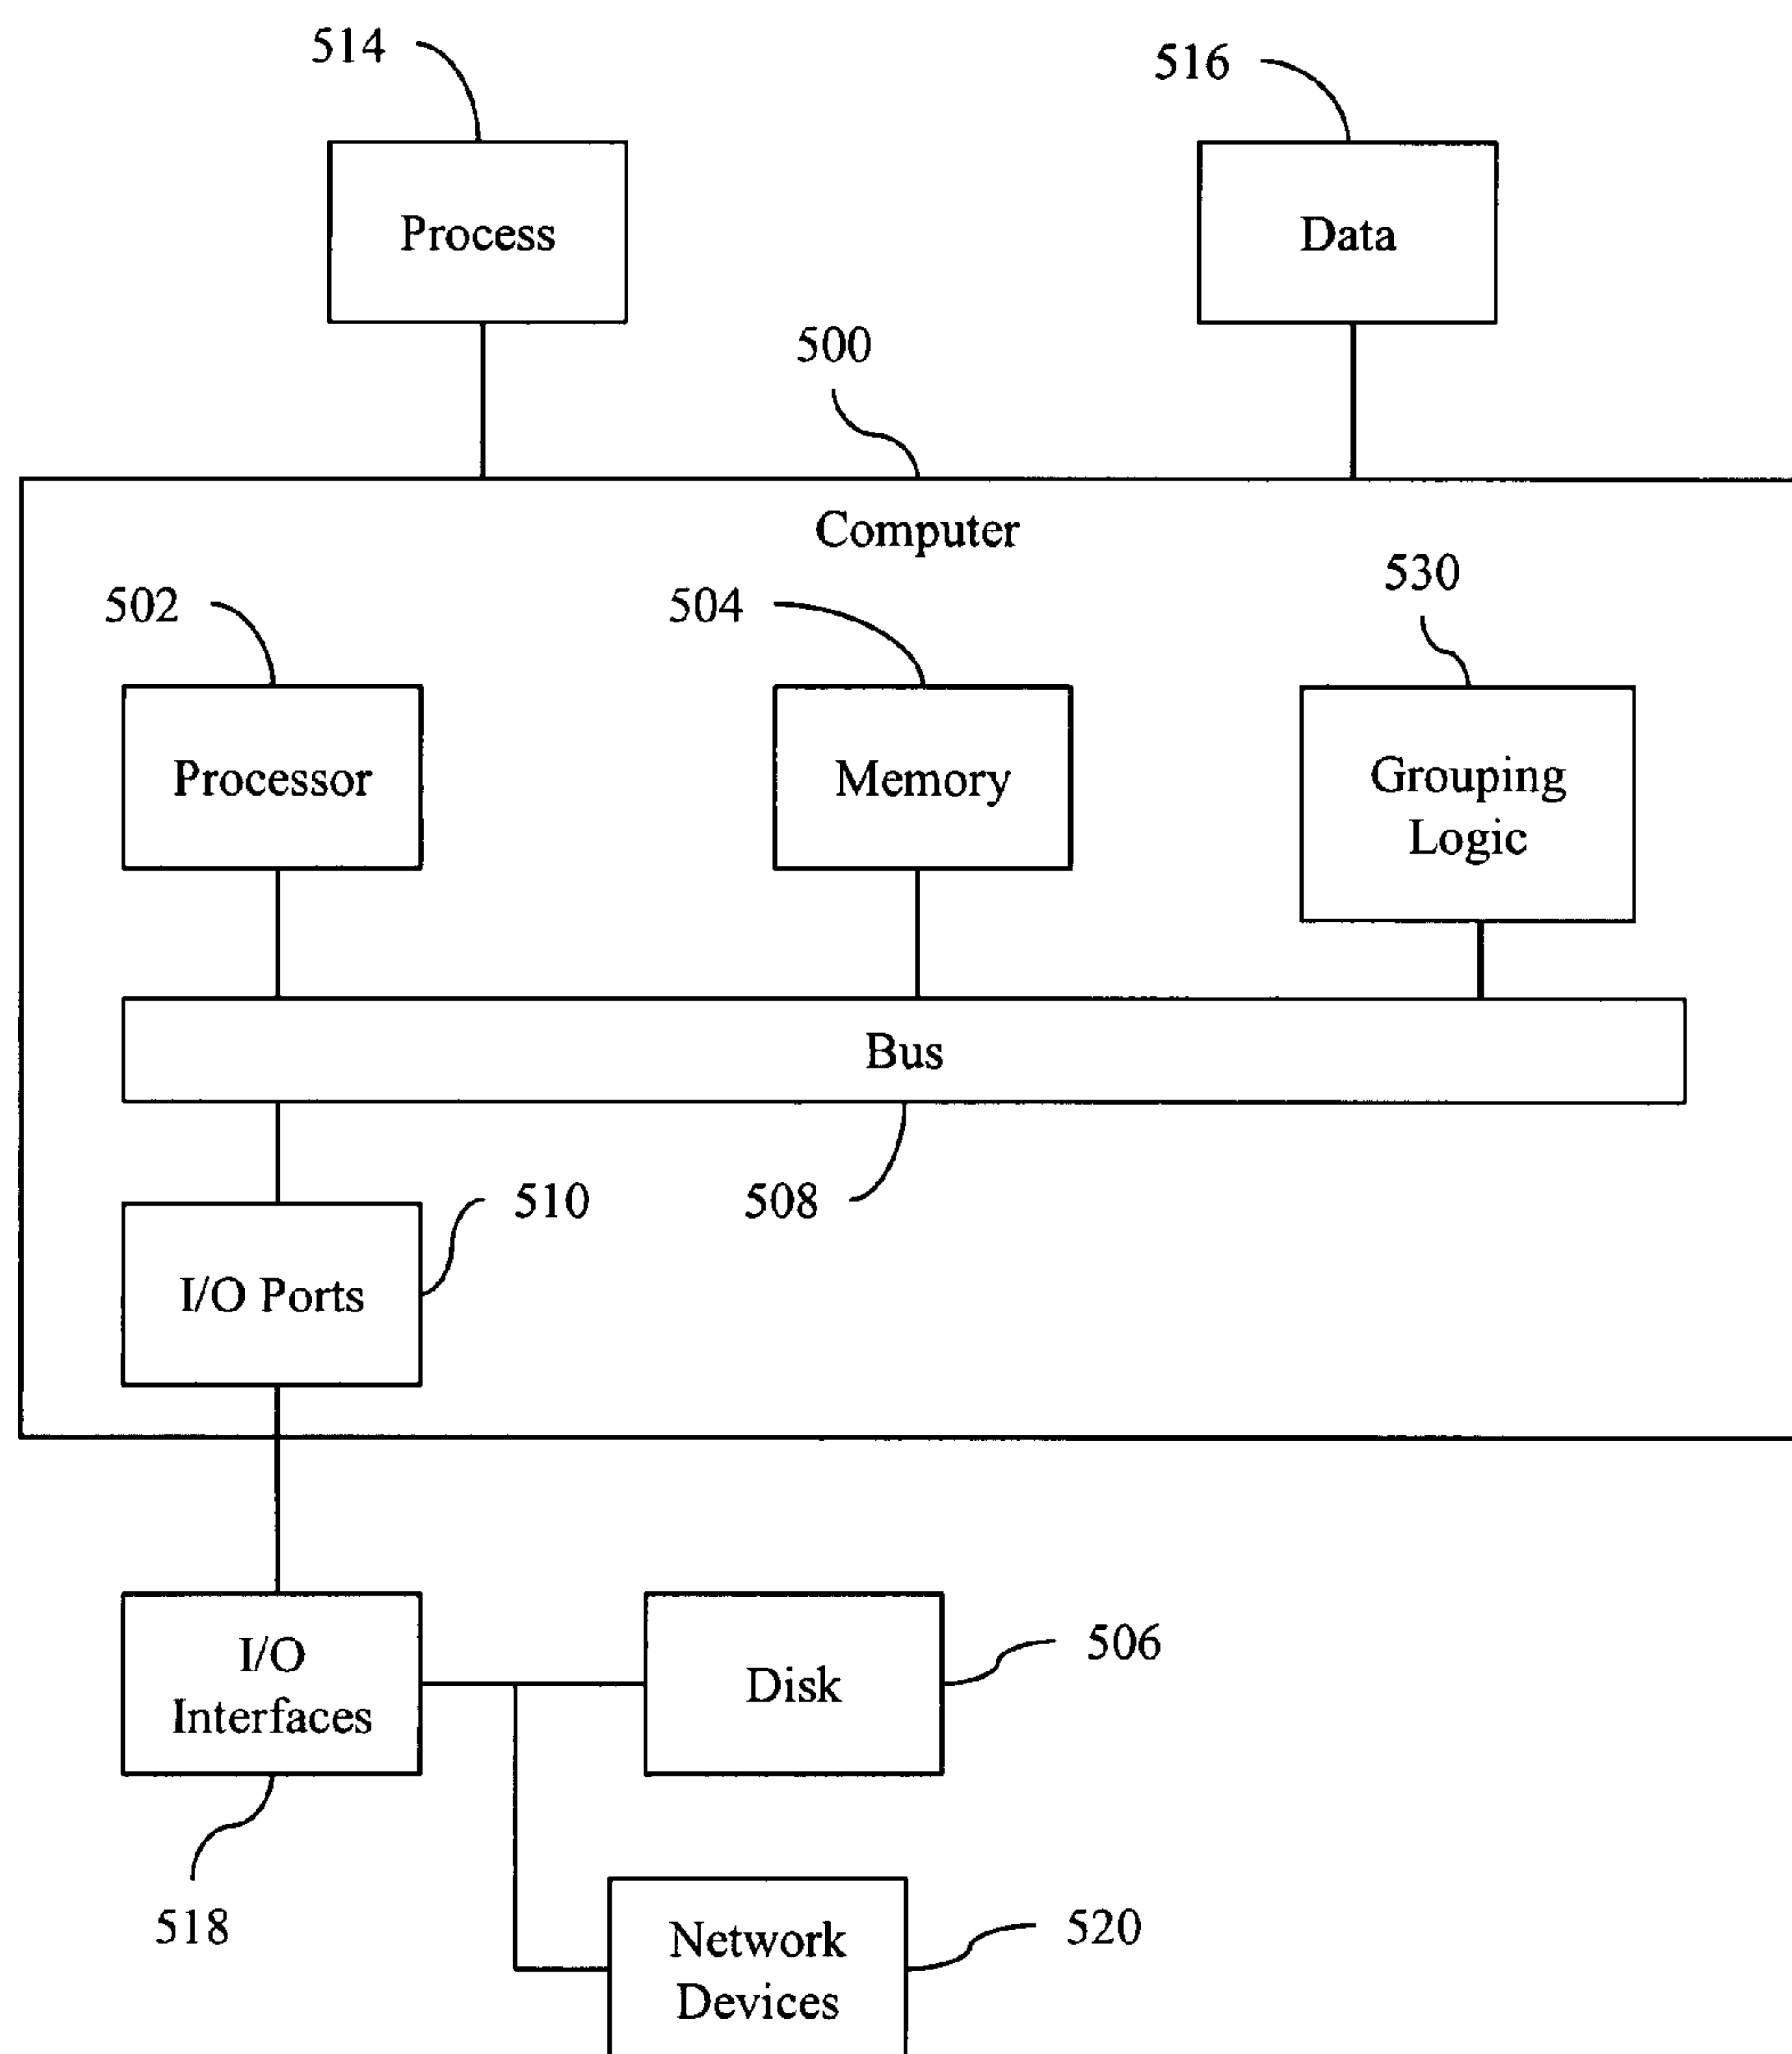 514
516
Process
Data
500
Computer
530
502
504
Processor
Memory
Grouping
Logic
Bus
510
508
I/O Ports
506
I/O
Interfaces
Disk
518
520
Network
Devices